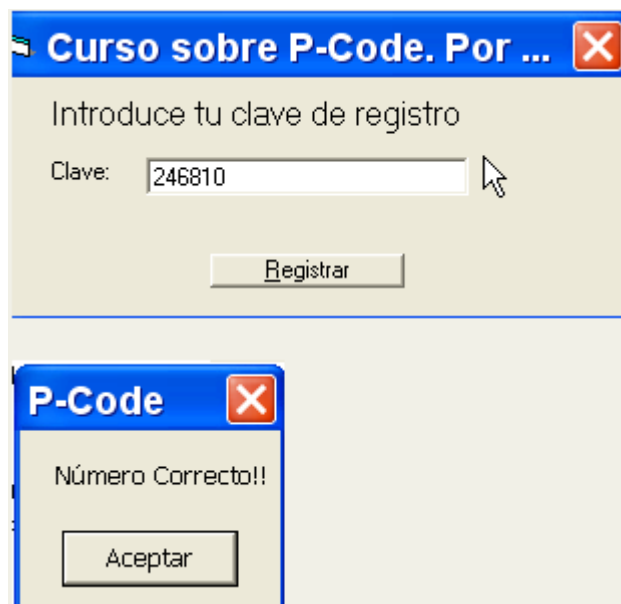 Curso sobre P-Code. Por ...
Introduce tu clave de registro
Clave: 246810
Registrar
P-Code
Número Correcto!!
Aceptar